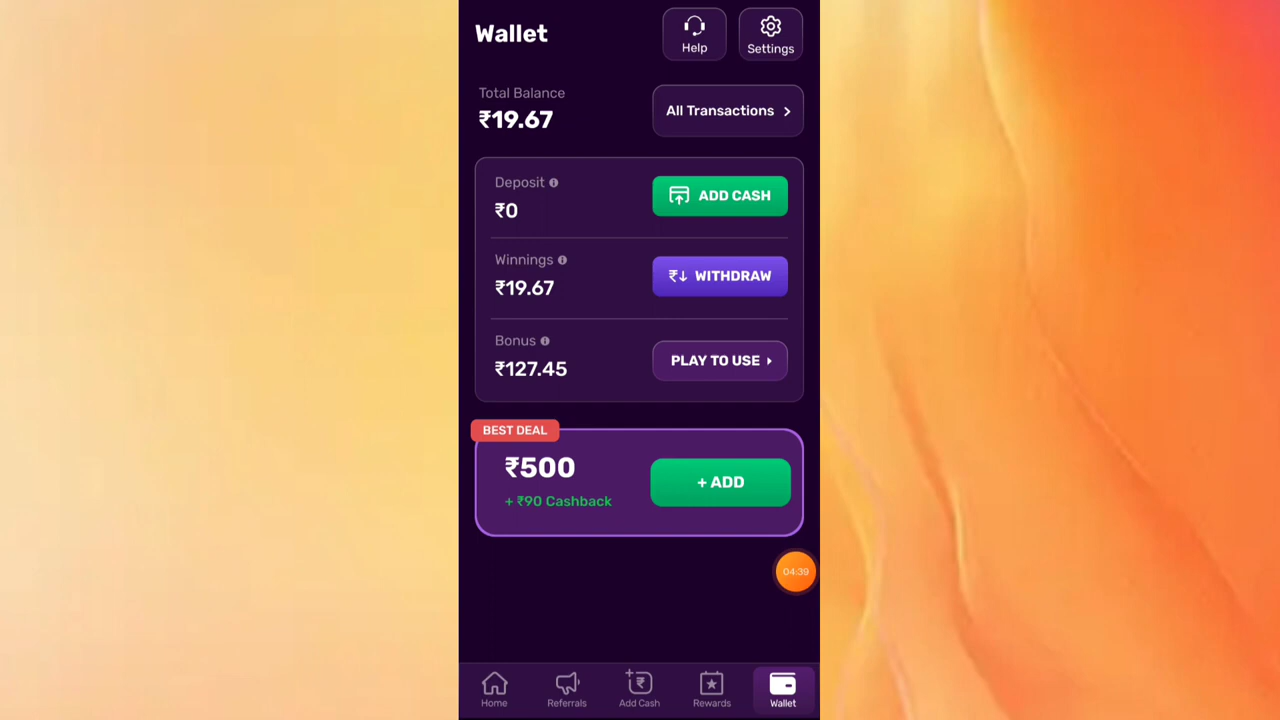 Wallet
Help
Settings
Total Balance
₹19.67
All Transactions >
Deposit
₹0
ADD CASH
Winnings
₹19.67
₹↓ WITHDRAW
Bonus
₹127.45
PLAY TO USE
BEST DEAL
₹500
+ ₹90 Cashback
+ ADD
04:39
Home
Referrals
Add Cash
Rewards
Wallet